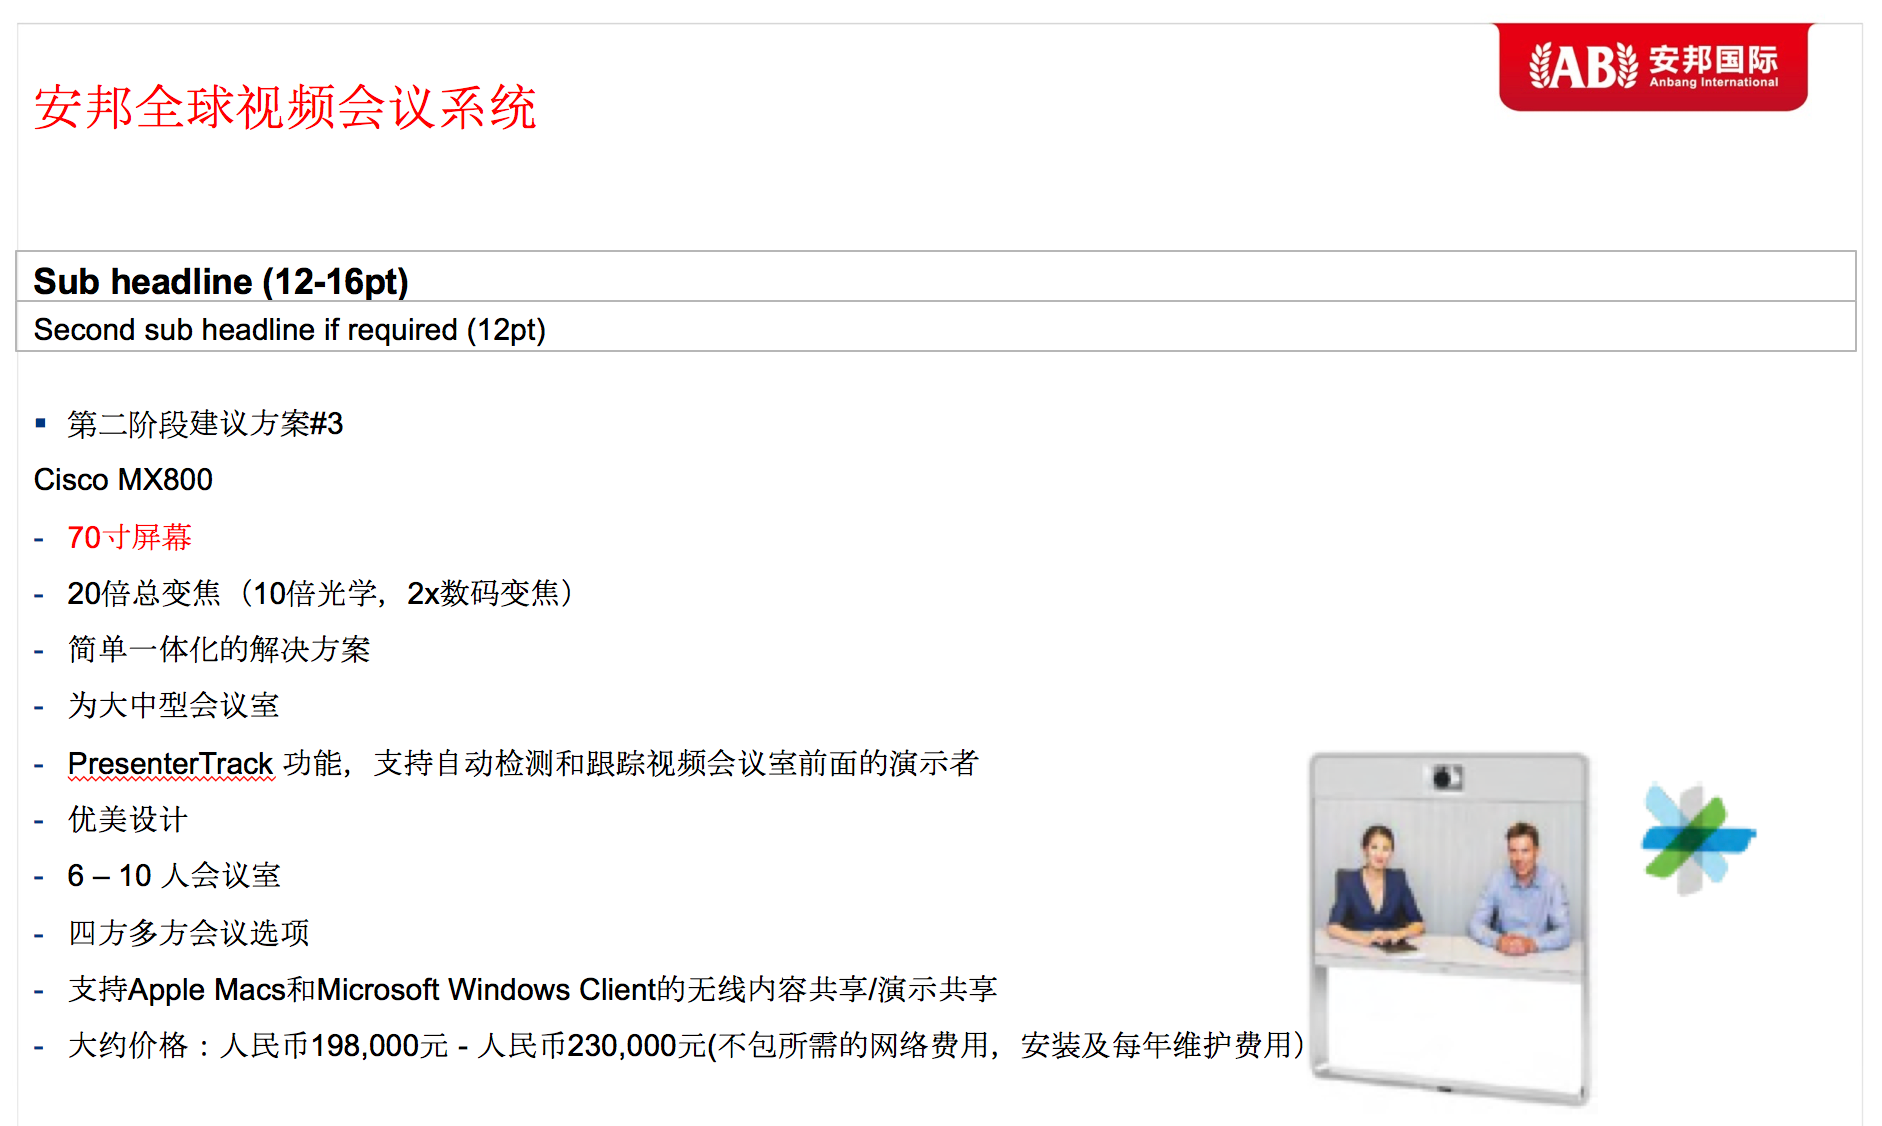 安邦全球视频会议系统
AB 安邦国际
Anbang International
Sub headline (12-16pt)
Second sub headline if required (12pt)
▪ 第二阶段建议方案#3
Cisco MX800
- 70寸屏幕
- 20倍总变焦（10倍光学，2x数码变焦）
- 简单一体化的解决方案
- 为大中型会议室
- PresenterTrack 功能，支持自动检测和跟踪视频会议室前面的演示者
- 优美设计
- 6 – 10 人会议室
- 四方多方会议选项
- 支持Apple Macs和Microsoft Windows Client的无线内容共享/演示共享
- 大约价格：人民币198,000元 - 人民币230,000元(不包所需的网络费用，安装及每年维护费用）